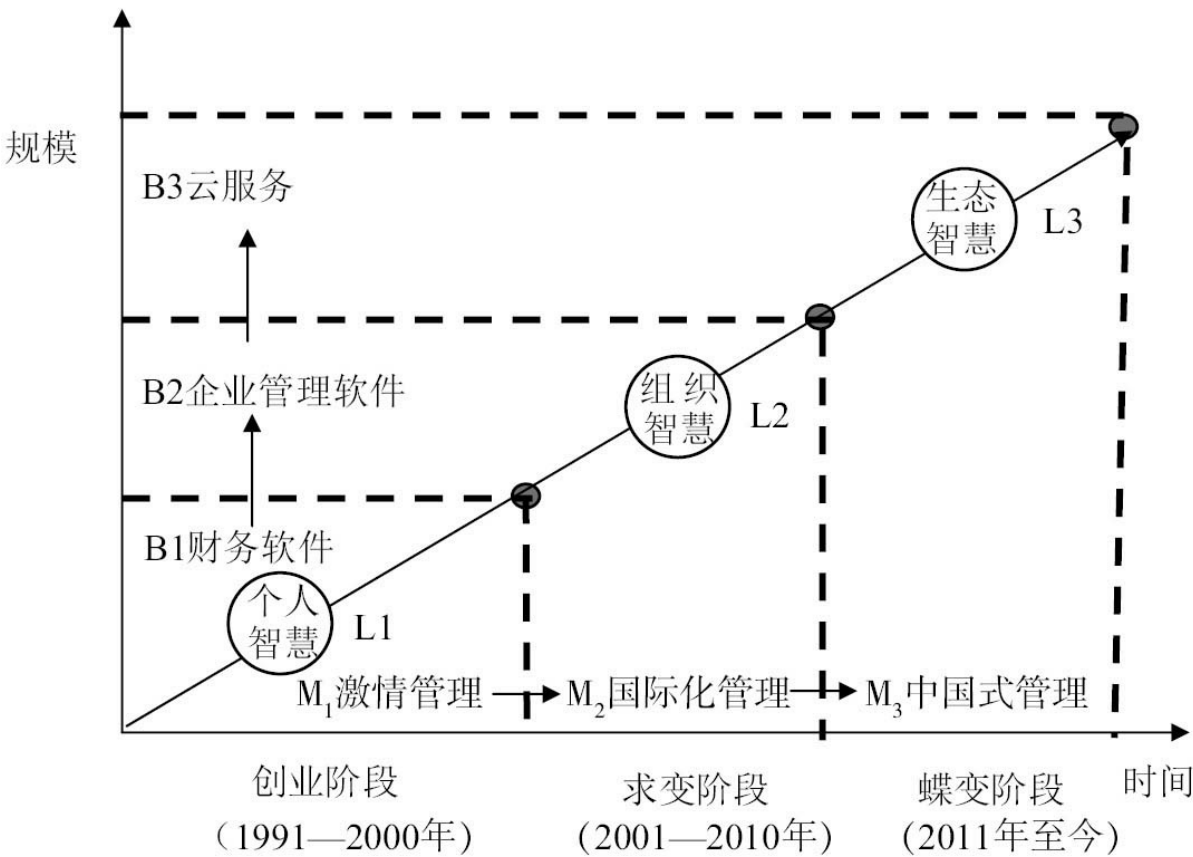 规模
B3云服务
生态
智慧
L3
B2企业管理软件
组织
智慧
L2
B1财务软件
个人
智慧
L1
M₁激情管理
M₂国际化管理
M₃中国式管理
创业阶段
（1991—2000年）
求变阶段
(2001—2010年)
蝶变阶段
(2011年至今)
时间